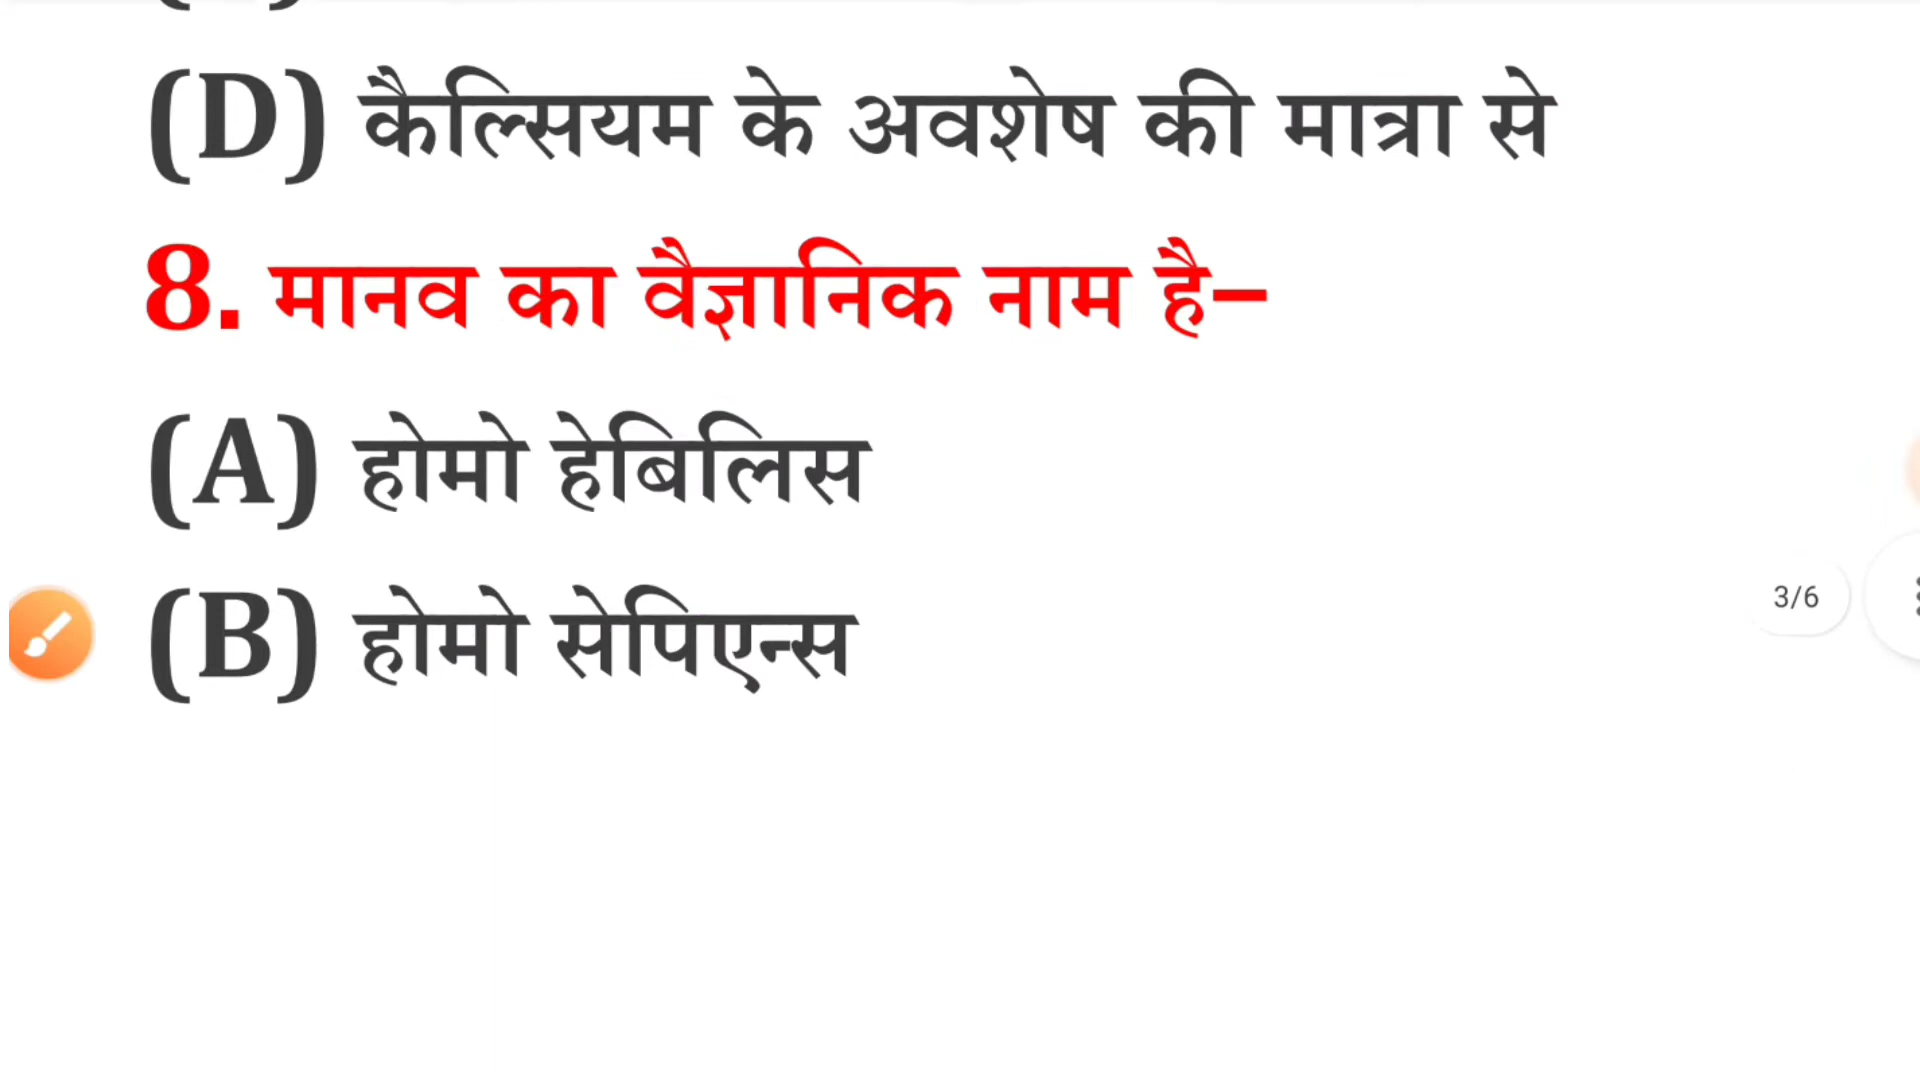 (D) कैल्सियम के अवशेष की मात्रा से
8. मानव का वैज्ञानिक नाम है–
(A) होमो हेबिलिस
3/6
(B) होमो सेपिएन्स